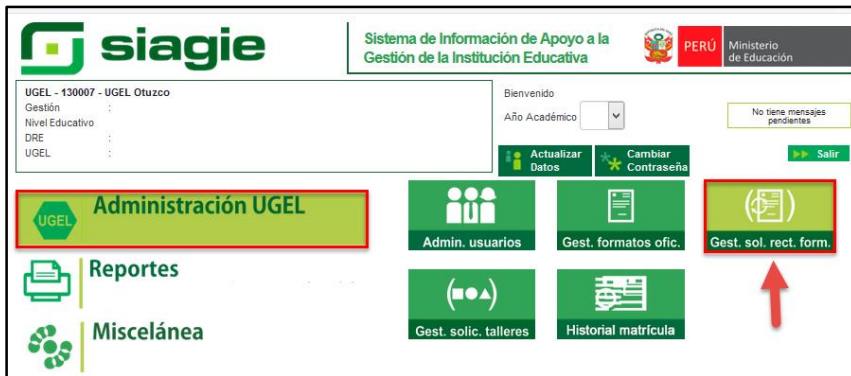 siagie
Sistema de Información de Apoyo a la
Gestión de la Institución Educativa
PERÚ
Ministerio
de Educación
UGEL - 130007 - UGEL Otuzco
Gestión :
Nivel Educativo
DRE :
UGEL :
Bienvenido
Año Académico
No tiene mensajes
pendientes
Actualizar
Datos
Cambiar
Contraseña
Salir
UGEL
Administración UGEL
Reportes
Miscelánea
Admin. usuarios
Gest. formatos ofic.
Gest. sol. rect. form.
Gest. solic. talleres
Historial matrícula